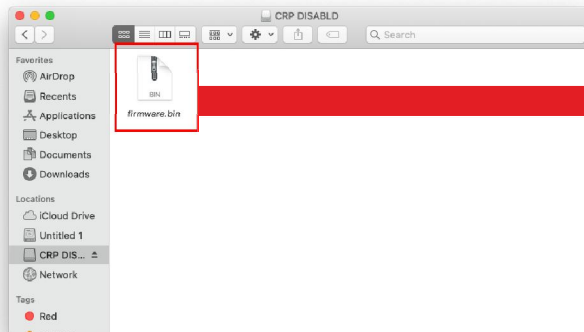 CRP DISABLD
Search
Favorites
AirDrop
Recents
Applications
Desktop
Documents
Downloads
Locations
iCloud Drive
Untitled 1
CRP DIS...
Network
Tags
Red
BIN
firmware.bin